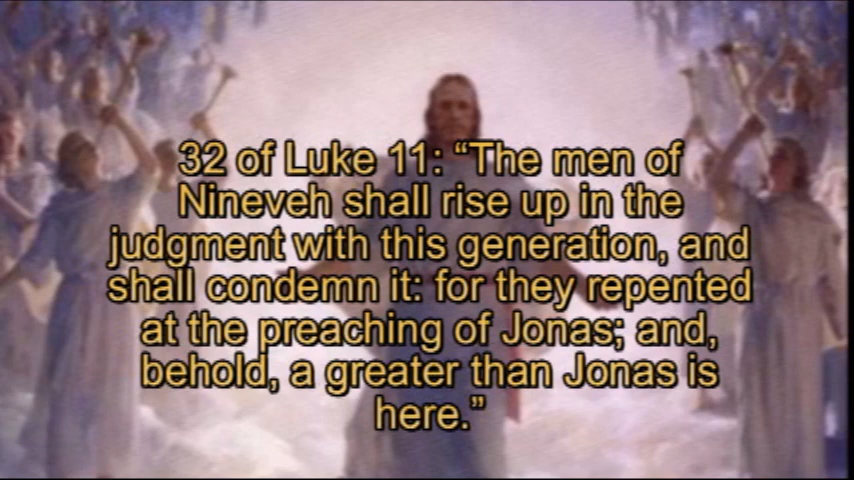 32 of Luke 11: “The men of
Nineveh shall rise up in the
judgment with this generation, and
shall condemn it: for they repented
at the preaching of Jonas; and,
behold, a greater than Jonas is
here.”